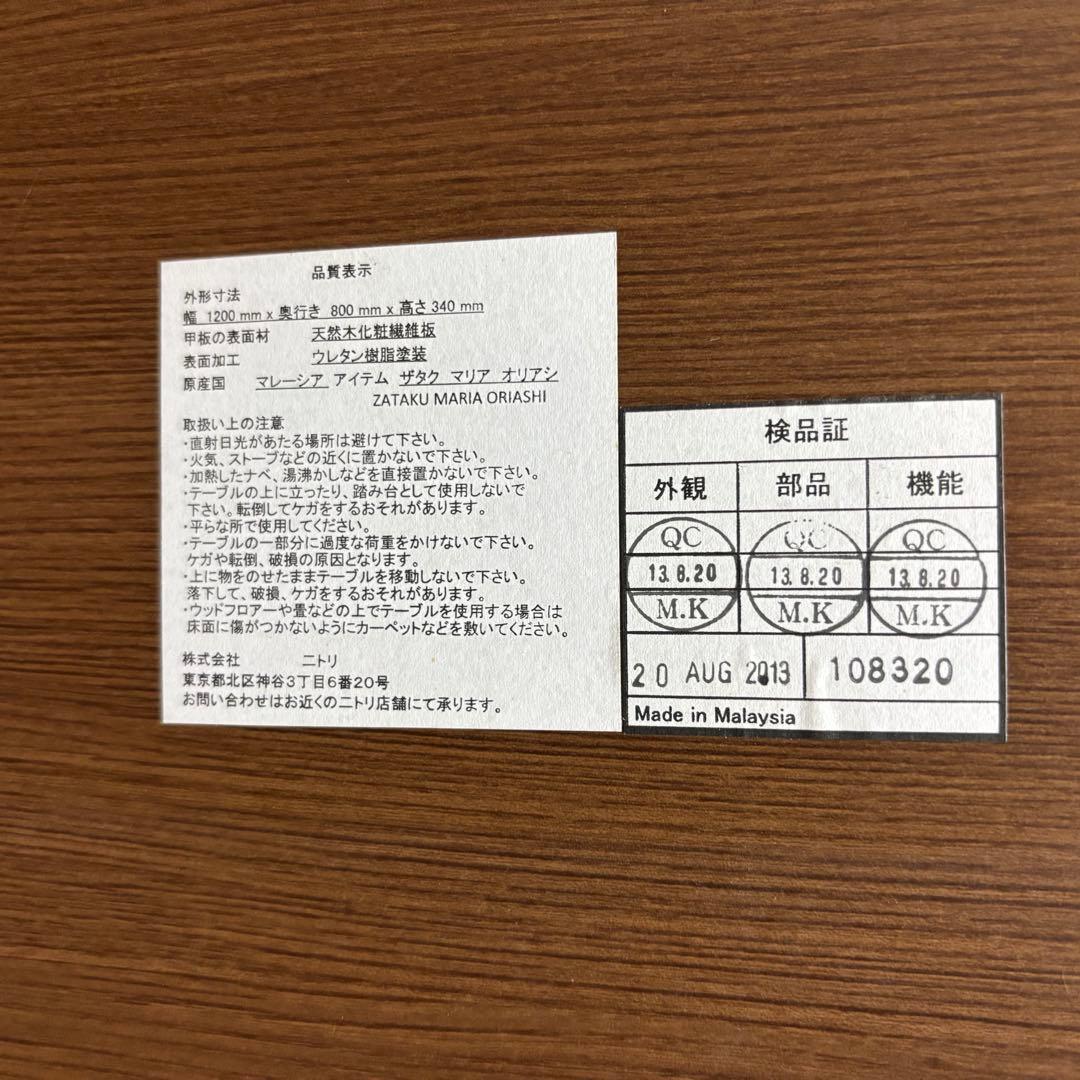 品質表示
外形寸法
幅 1200 mm x 奥行き 800 mm x 高さ 340 mm
甲板の表面材 天然木化粧繊維板
表面加工 ウレタン樹脂塗装
原産国 マレーシア アイテム ザタク マリア オリアシ
ZATAKU MARIA ORIASHI
取扱い上の注意
・直射日光があたる場所は避けて下さい。
・火気、ストーブなどの近くに置かないで下さい。
・加熱したナベ、湯沸かしなどを直接置かないで下さい。
・テーブルの上に立ったり、踏み台として使用しないで
下さい。転倒してケガをするおそれがあります。
・平らな所で使用してください。
・テーブルの一部分に過度な荷重をかけないで下さい。
ケガや転倒、破損の原因となります。
・上に物をのせたままテーブルを移動しないで下さい。
落下して、破損、ケガをするおそれがあります。
・ウッドフロアーや畳などの上でテーブルを使用する場合は
床面に傷がつかないようにカーペットなどを敷いてください。
株式会社 ニトリ
東京都北区神谷3丁目6番20号
お問い合わせはお近くのニトリ店舗にて承ります。
検品証
外観 部品 機能
QC QC QC
13.8.20 13.8.20 13.8.20
M.K M.K M.K
20 AUG 2013 108320
Made in Malaysia